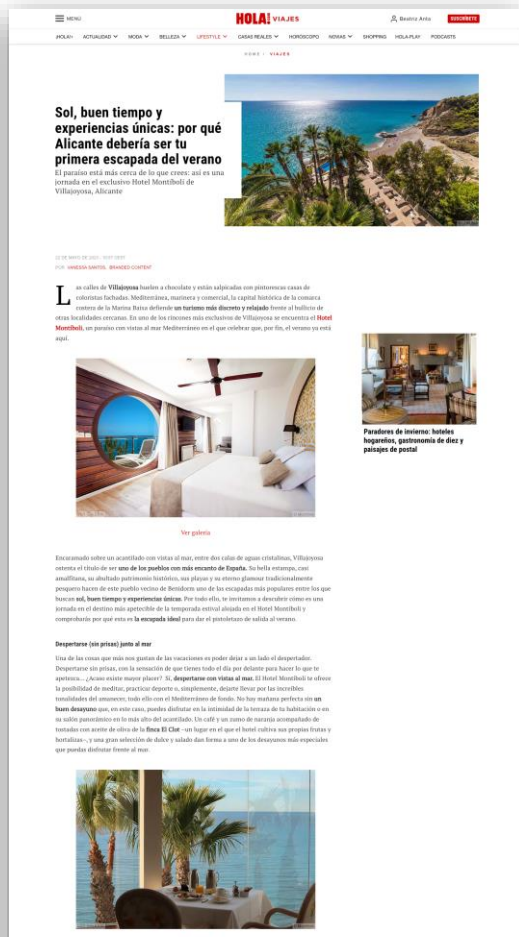 MENÚ
HOLA! VIAJES
Beatriz Anta
SUSCRÍBETE
¡HOLA!+ ACTUALIDAD MODA BELLEZA LIFESTYLE CASAS REALES HORÓSCOPO NOVIAS SHOPPING HOLA-PLAY PODCASTS
HOME VIAJES
Sol, buen tiempo y
experiencias únicas: por qué
Alicante debería ser tu
primera escapada del verano
El paraíso está más cerca de lo que crees: así es una
jornada en el exclusivo Hotel Montíboli de
Villajoyosa, Alicante
POR VANESSA SANTOS, BRANDED CONTENT
Las calles de Villajoyosa huelen a chocolate y están salpicadas con pintorescas casas de
coloristas fachadas. Mediterránea, marinera y comercial, la capital histórica de la comarca
costera de la Marina Baixa defiende un turismo más discreto y relajado frente al bullicio de
otras localidades cercanas. En uno de los rincones más exclusivos de Villajoyosa se encuentra el Hotel
Montíboli, un paraíso con vistas al mar Mediterráneo en el que celebrar que, por fin, el verano ya está
aquí.
Paradores de invierno: hoteles
hogareños, gastronomía de diez y
paisajes de postal
Ver galería
Encaramado sobre un acantilado con vistas al mar, entre dos calas de aguas cristalinas, Villajoyosa
ostenta el título de ser uno de los pueblos con más encanto de España. Su bella estampa, casi
amalfitana, su abultado patrimonio histórico, sus playas y su eterno glamour tradicionalmente
pesquero hacen de este pueblo vecino de Benidorm una de las escapadas más populares entre los que
buscan sol, buen tiempo y experiencias únicas. Por todo ello, te invitamos a descubrir cómo es una
jornada en el destino más apetecible de la temporada estival alojada en el Hotel Montíboli y
comprobarás por qué esta es la escapada ideal para dar el pistoletazo de salida al verano.
Despertarse (sin prisas) junto al mar
Una de las cosas que más nos gustan de las vacaciones es poder dejar a un lado el despertador.
Despertarse sin prisas, con la sensación de que tienes todo el día por delante para hacer lo que te
apetezca... ¿Acaso existe mayor placer? Sí, despertarse con vistas al mar. El Hotel Montíboli te ofrece
la posibilidad de meditar, practicar deporte o, simplemente, dejarte llevar por las increíbles
tonalidades del amanecer, todo ello con el Mediterráneo de fondo. No hay mañana perfecta sin un
buen desayuno que, en este caso, puedes disfrutar en la intimidad de la terraza de tu habitación o en
su salón panorámico en lo más alto del acantilado. Un café y un zumo de naranja acompañado de
tostadas con aceite de oliva de la finca El Clot –un lugar en el que el hotel cultiva sus propias frutas y
hortalizas–, y una gran selección de dulce y salado dan forma a uno de los desayunos más especiales
que puedas disfrutar frente al mar.